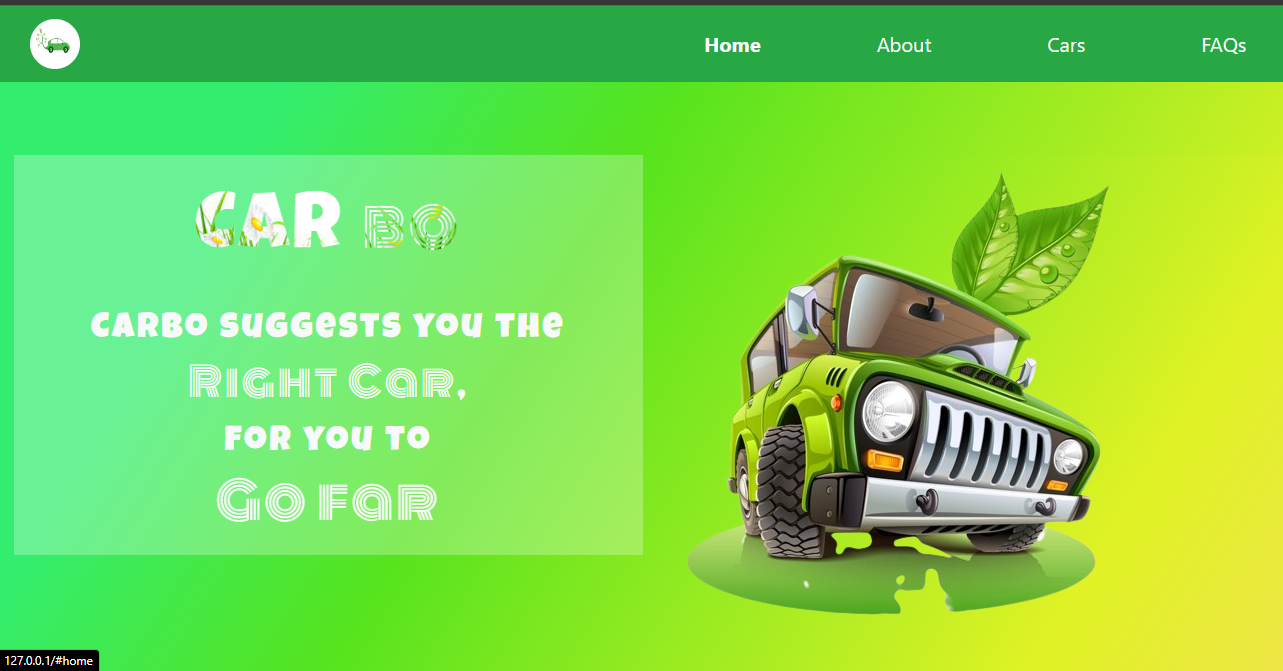 Home About Cars FAQs
CAR BO
CARBO SUGGESTS YOU THE
RIGHT CAR,
FOR YOU TO
GO FAR
127.0.0.1/#home